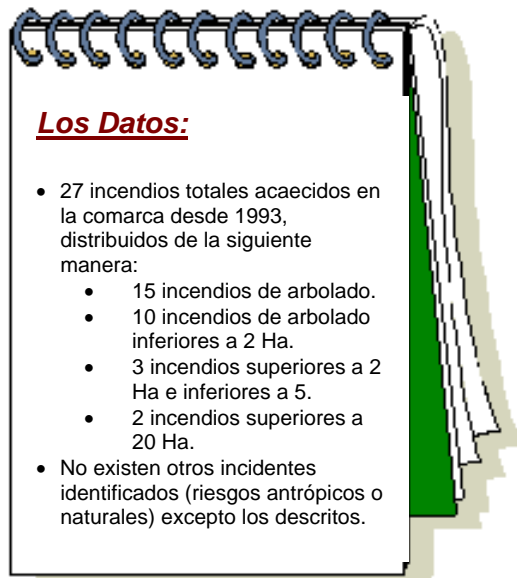 Los Datos:
• 27 incendios totales acaecidos en
la comarca desde 1993,
distribuidos de la siguiente
manera:
• 15 incendios de arbolado.
• 10 incendios de arbolado
inferiores a 2 Ha.
• 3 incendios superiores a 2
Ha e inferiores a 5.
• 2 incendios superiores a
20 Ha.
• No existen otros incidentes
identificados (riesgos antrópicos o
naturales) excepto los descritos.